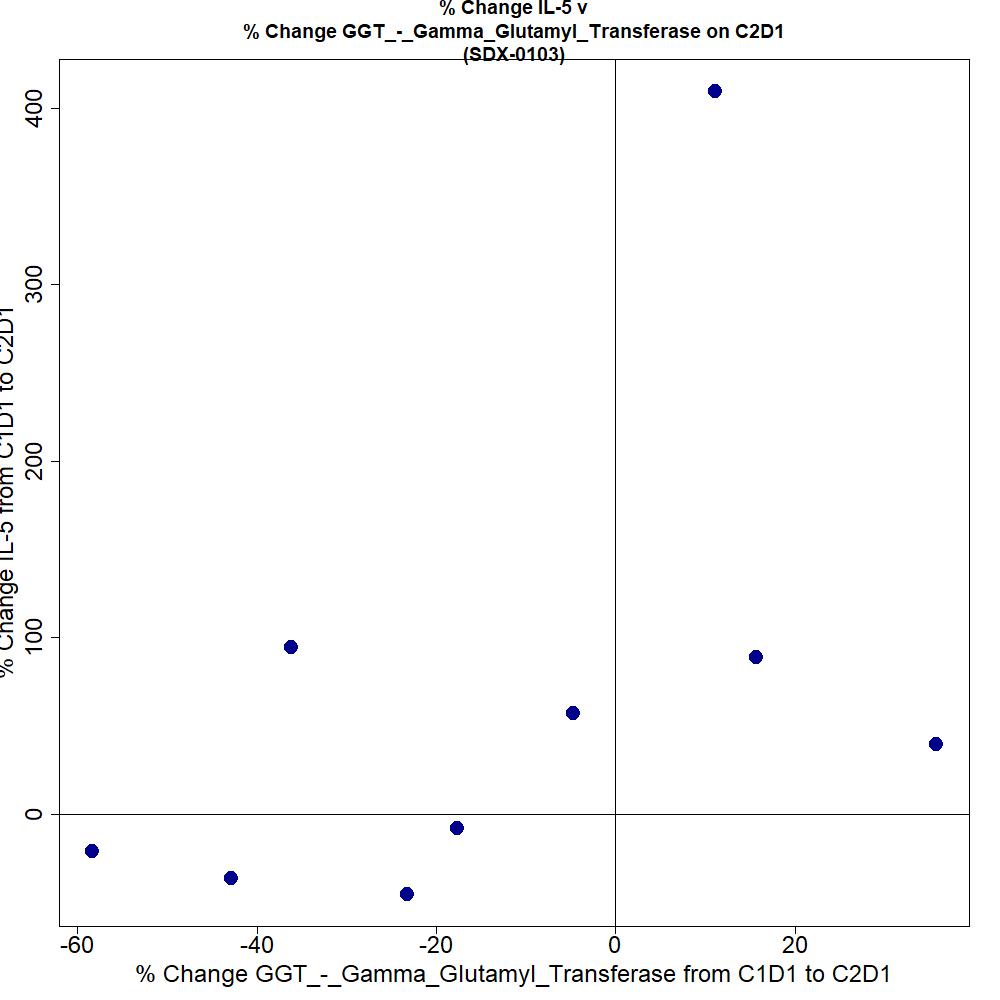 % Change IL-5 v
% Change GGT_-_Gamma_Glutamyl_Transferase on C2D1
(SDX-0103)
% Change IL-5 from C1D1 to C2D1
400
300
200
100
0
-60
-40
-20
0
20
% Change GGT_-_Gamma_Glutamyl_Transferase from C1D1 to C2D1